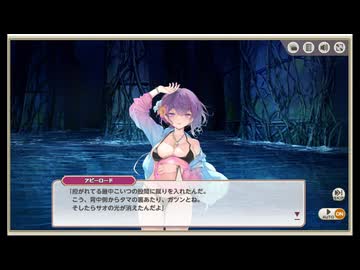 アビーロード
「担がれてる最中こいつの股間に蹴りを入れたんだ。
こう、背中側からタマの裏あたり、ガツンとね。
そしたらサオの光が消えたんだよ」
AUTO
ON